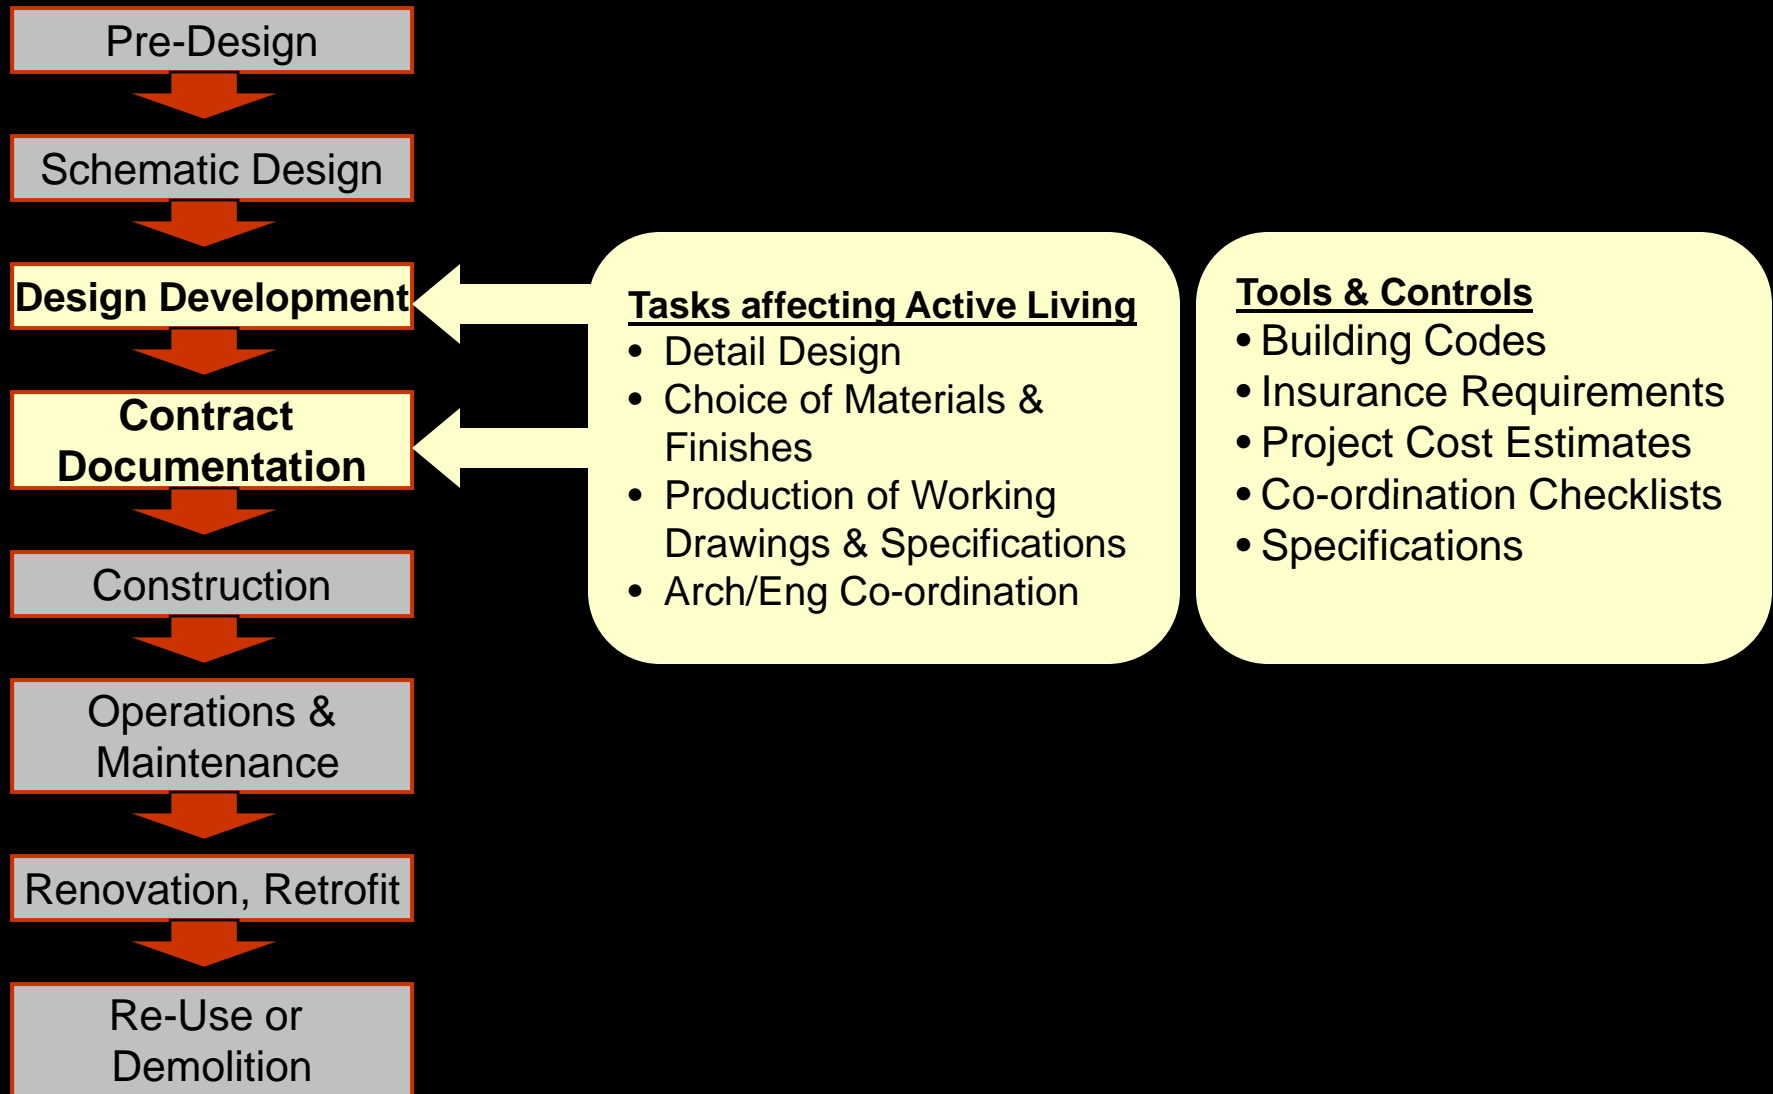 Pre-Design
Schematic Design
Design Development
Contract
Documentation
Construction
Operations &
Maintenance
Renovation, Retrofit
Re-Use or
Demolition
Tasks affecting Active Living
• Detail Design
• Choice of Materials &
Finishes
• Production of Working
Drawings & Specifications
• Arch/Eng Co-ordination
Tools & Controls
• Building Codes
• Insurance Requirements
• Project Cost Estimates
• Co-ordination Checklists
• Specifications